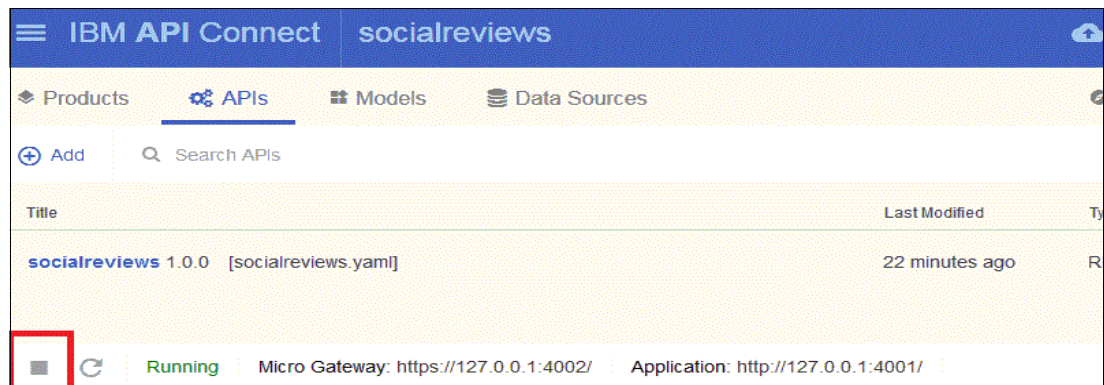 IBM API Connect socialreviews
Products APIs Models Data Sources
Add Search APIs
Title Last Modified Ty
socialreviews 1.0.0 [socialreviews.yaml] 22 minutes ago R
Running Micro Gateway: https://127.0.0.1:4002/ Application: http://127.0.0.1:4001/